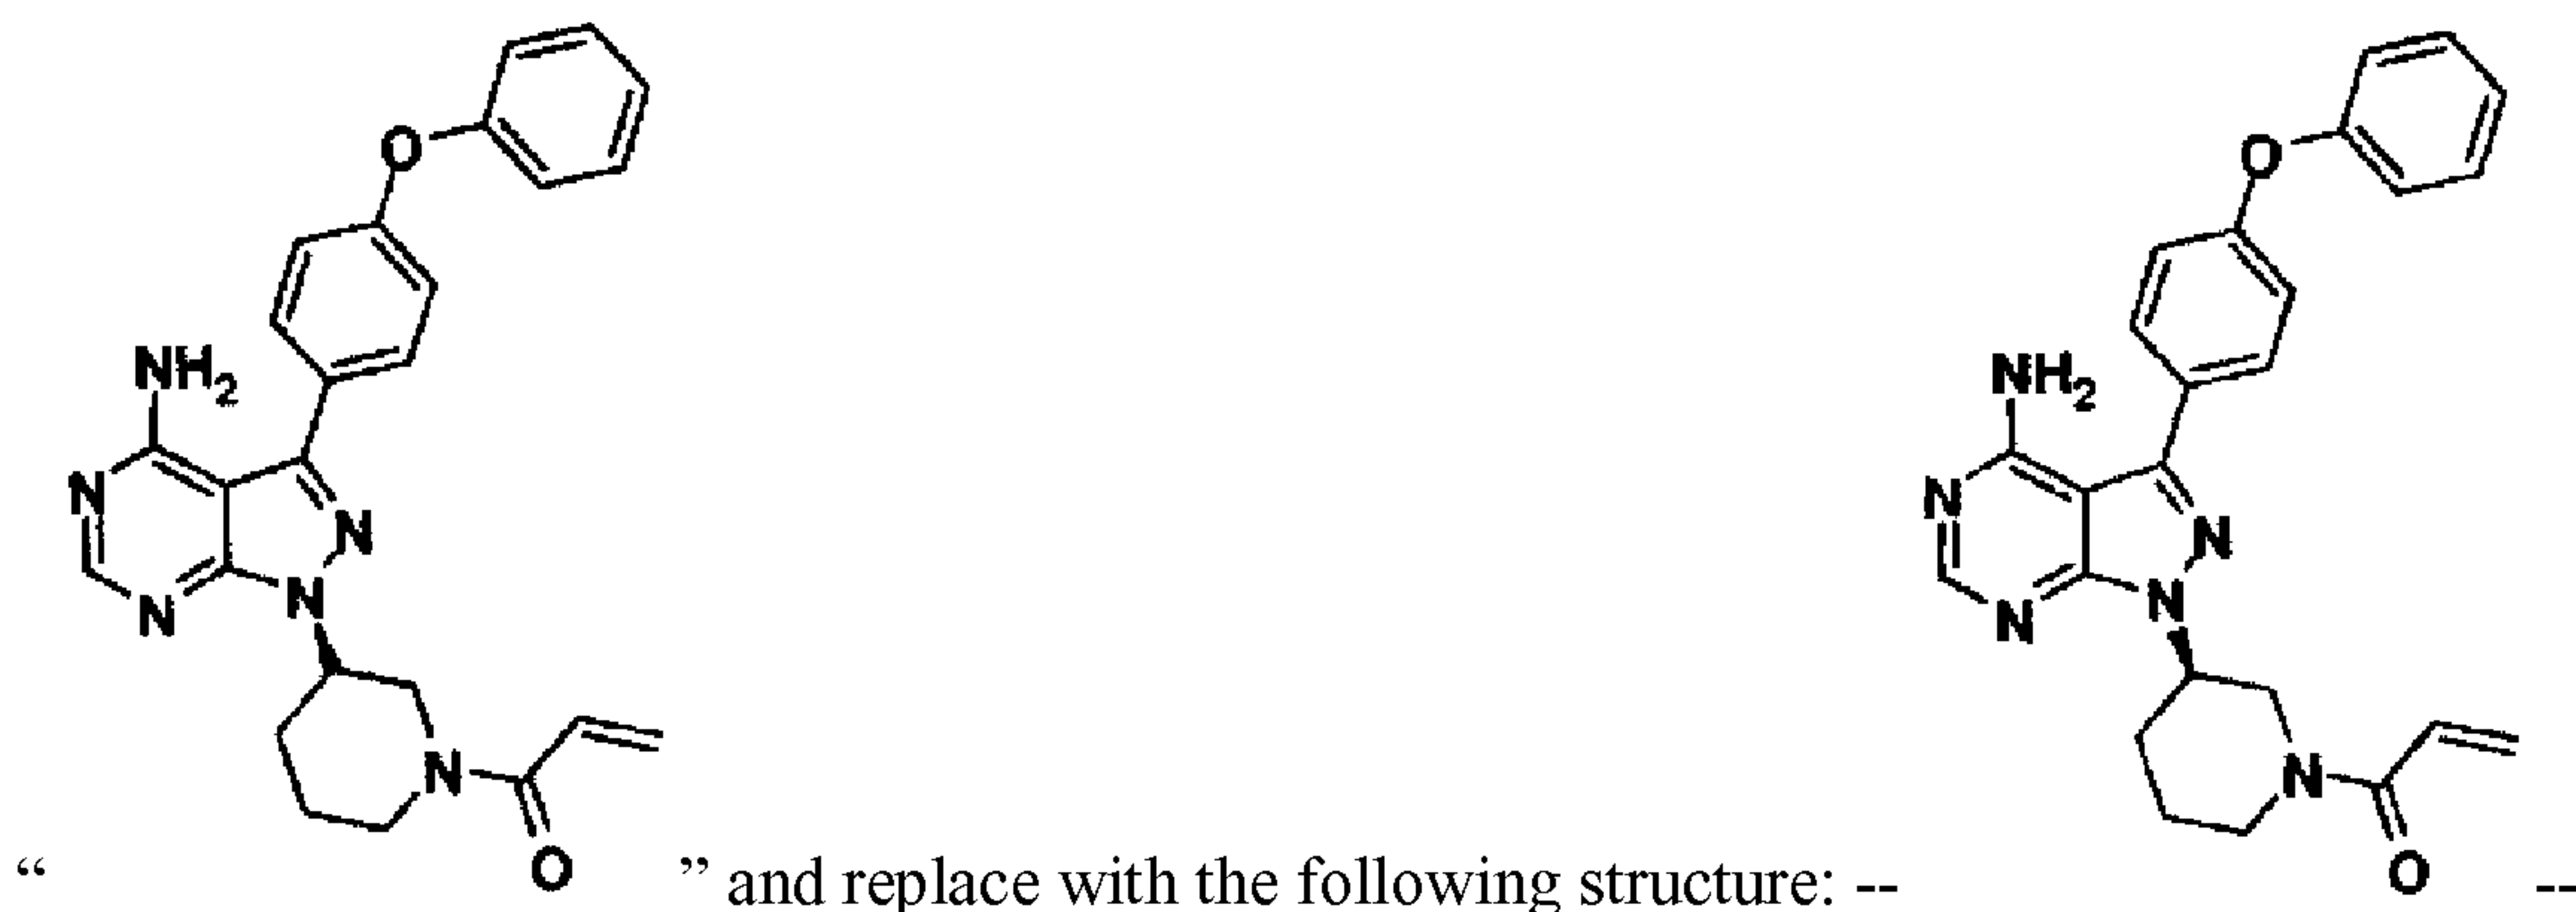 O
O
NH2
NH2
N
N
N
N
N
N
N
N
N
N
“ O ” and replace with the following structure: -- O --